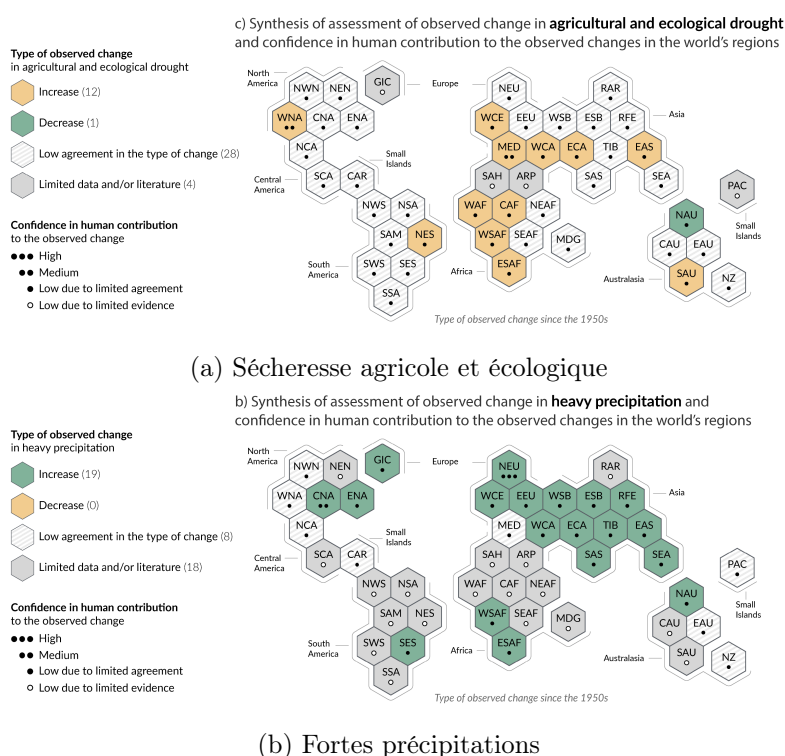 c) Synthesis of assessment of observed change in agricultural and ecological drought
and confidence in human contribution to the observed changes in the world's regions
Type of observed change
in agricultural and ecological drought
Increase (12)
Decrease (1)
Low agreement in the type of change (28)
Limited data and/or literature (4)
Confidence in human contribution
to the observed change
High
Medium
Low due to limited agreement
Low due to limited evidence
North
America
GIC
Europe
NWN NEN
NEU
RAR
WNA CNA ENA
WCE EEU WSB ESB RFE
Asia
NCA
MED WCA ECA TIB EAS
Small
Islands
Central
America
SCA CAR
SAH ARP
SAS
SEA
PAC
NWS NSA
WAF CAF NEAF
NAU
Small
Islands
SAM NES
WSAF SEAF MDG
CAU EAU
South
America
SWS SES
Africa
ESAF
Australasia
SAU NZ
SSA
Type of observed change since the 1950s
(a) Sécheresse agricole et écologique
b) Synthesis of assessment of observed change in heavy precipitation and
confidence in human contribution to the observed changes in the world's regions
Type of observed change
in heavy precipitation
Increase (19)
Decrease (0)
Low agreement in the type of change (8)
Limited data and/or literature (18)
Confidence in human contribution
to the observed change
High
Medium
Low due to limited agreement
Low due to limited evidence
North
America
GIC
Europe
NWN NEN
NEU
RAR
WNA CNA ENA
WCE EEU WSB ESB RFE
Asia
NCA
MED WCA ECA TIB EAS
Small
Islands
Central
America
SCA CAR
SAH ARP
SAS
SEA
PAC
NWS NSA
WAF CAF NEAF
NAU
Small
Islands
SAM NES
WSAF SEAF MDG
CAU EAU
South
America
SWS SES
Africa
ESAF
Australasia
SAU NZ
SSA
Type of observed change since the 1950s
(b) Fortes précipitations